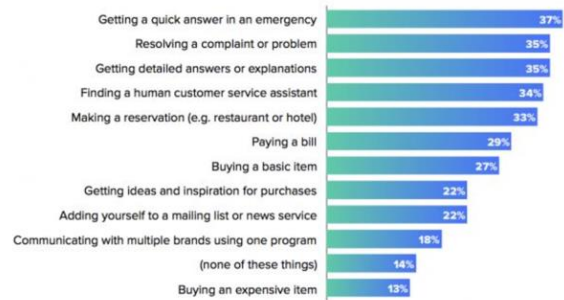 Getting a quick answer in an emergency 37%
Resolving a complaint or problem 35%
Getting detailed answers or explanations 35%
Finding a human customer service assistant 34%
Making a reservation (e.g. restaurant or hotel) 33%
Paying a bill 29%
Buying a basic item 27%
Getting ideas and inspiration for purchases 22%
Adding yourself to a mailing list or news service 22%
Communicating with multiple brands using one program 18%
(none of these things) 14%
Buying an expensive item 13%